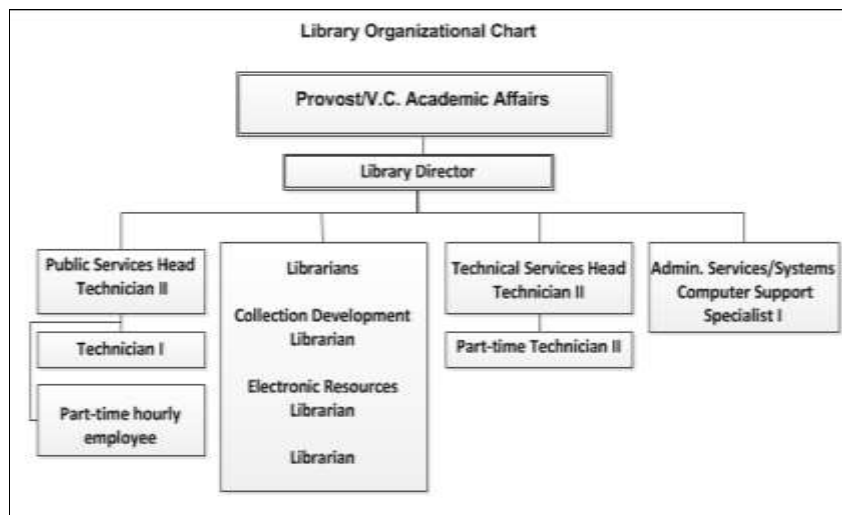 Library Organizational Chart
Provost/V.C. Academic Affairs
Library Director
Public Services Head
Technician II
Technician I
Part-time hourly
employee
Librarians
Collection Development
Librarian
Electronic Resources
Librarian
Librarian
Technical Services Head
Technician II
Part-time Technician II
Admin. Services/Systems
Computer Support
Specialist I